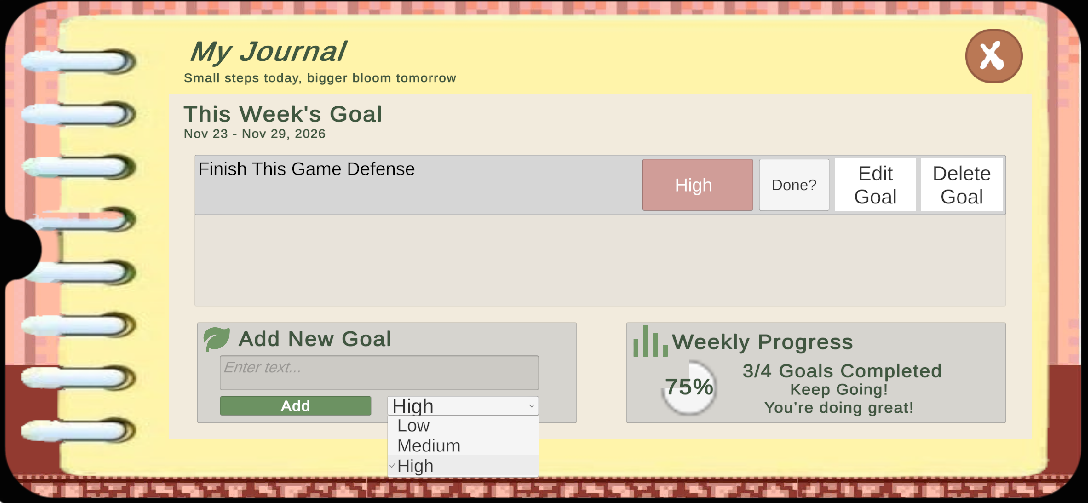 My Journal
Small steps today, bigger bloom tomorrow
X
This Week's Goal
Nov 23 - Nov 29, 2026
Finish This Game Defense
High
Done?
Edit
Goal
Delete
Goal
Add New Goal
Enter text...
Add
High
Low
Medium
High
Weekly Progress
75%
3/4 Goals Completed
Keep Going!
You're doing great!